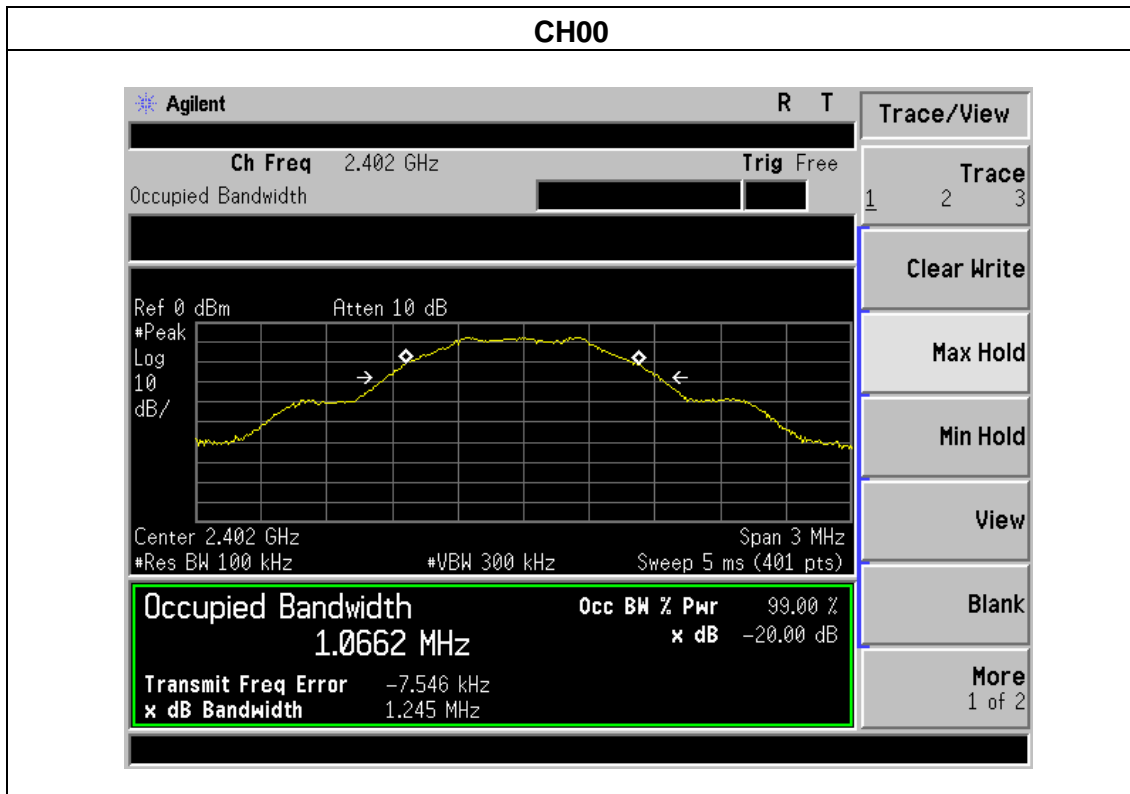 CH00
Agilent R T
Ch Freq 2.402 GHz Trig Free
Occupied Bandwidth
Ref 0 dBm Atten 10 dB
#Peak
Log
10
dB/
Center 2.402 GHz Span 3 MHz
#Res BW 100 kHz #VBW 300 kHz Sweep 5 ms (401 pts)
Occupied Bandwidth Occ BW % Pwr 99.00 %
1.0662 MHz x dB -20.00 dB
Transmit Freq Error -7.546 kHz
x dB Bandwidth 1.245 MHz
Trace/View
Trace
1 2 3
Clear Write
Max Hold
Min Hold
View
Blank
More
1 of 2